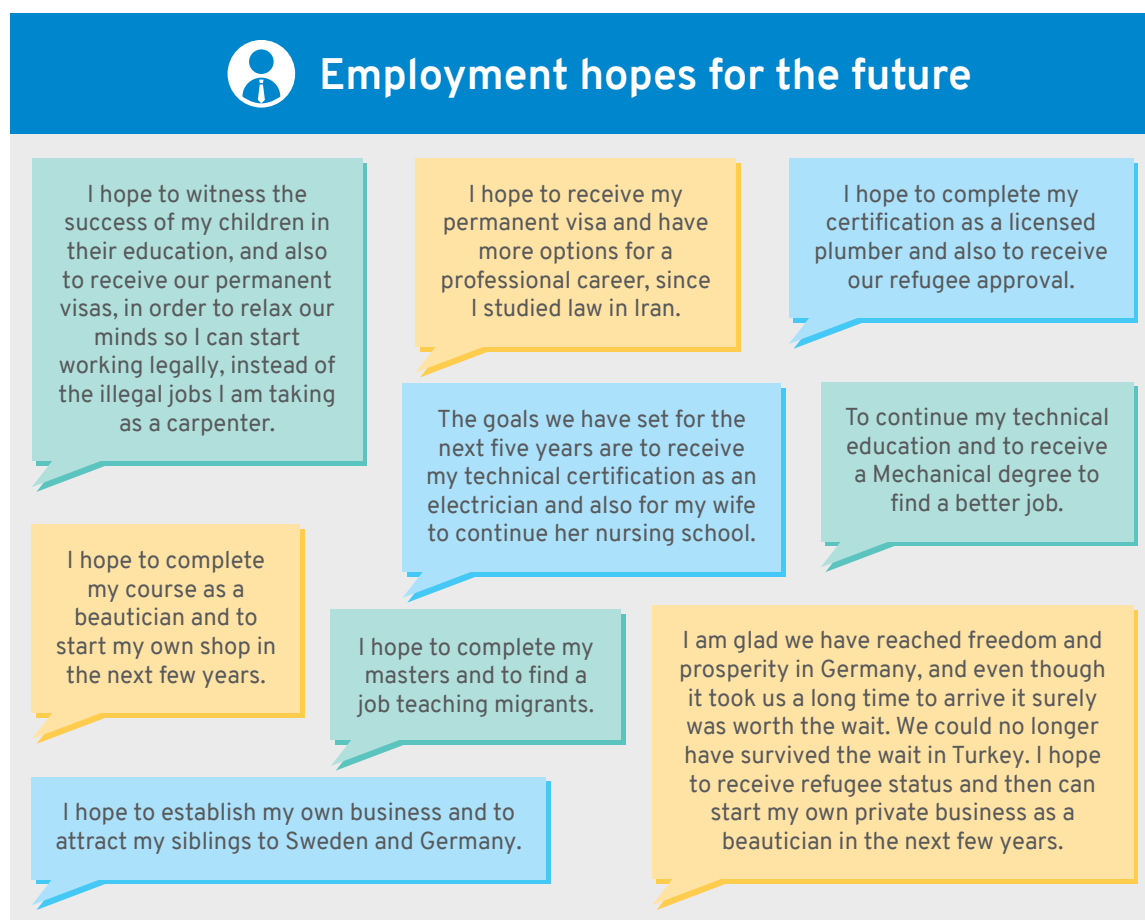 Employment hopes for the future
I hope to witness the
success of my children in
their education, and also
to receive our permanent
visas, in order to relax our
minds so I can start
working legally, instead of
the illegal jobs I am taking
as a carpenter.
I hope to receive my
permanent visa and have
more options for a
professional career, since
I studied law in Iran.
I hope to complete my
certification as a licensed
plumber and also to receive
our refugee approval.
The goals we have set for the
next five years are to receive
my technical certification as an
electrician and also for my wife
to continue her nursing school.
To continue my technical
education and to receive
a Mechanical degree to
find a better job.
I hope to complete
my course as a
beautician and to
start my own shop in
the next few years.
I hope to complete my
masters and to find a
job teaching migrants.
I am glad we have reached freedom and
prosperity in Germany, and even though
it took us a long time to arrive it surely
was worth the wait. We could no longer
have survived the wait in Turkey. I hope
to receive refugee status and then can
start my own private business as a
beautician in the next few years.
I hope to establish my own business and to
attract my siblings to Sweden and Germany.